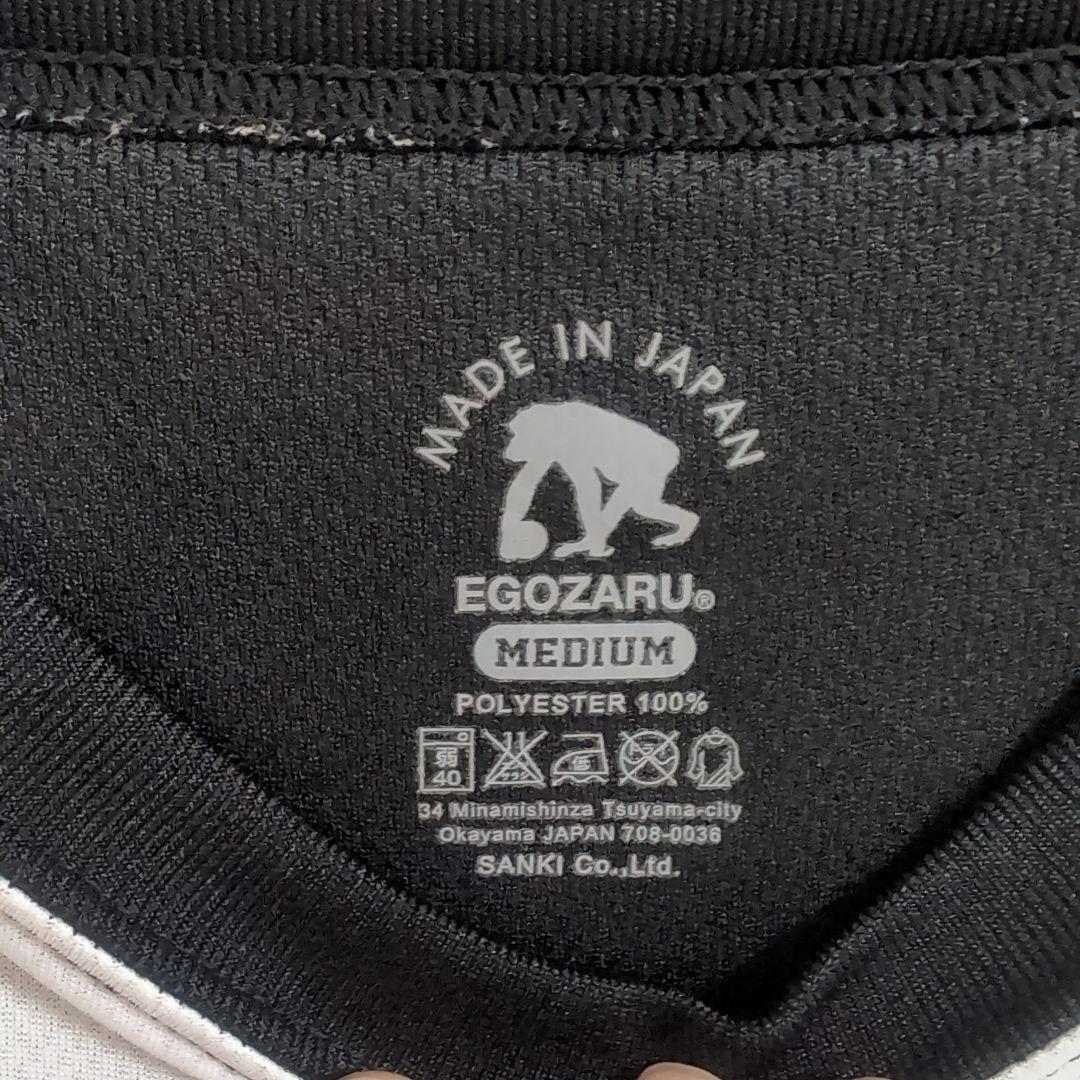 MADE IN JAPAN
EGOZARU®
MEDIUM
POLYESTER 100%
弱
40
34 Minamishinza Tsuyama-city
Okayama JAPAN 708-0036
SANKI Co.,Ltd.